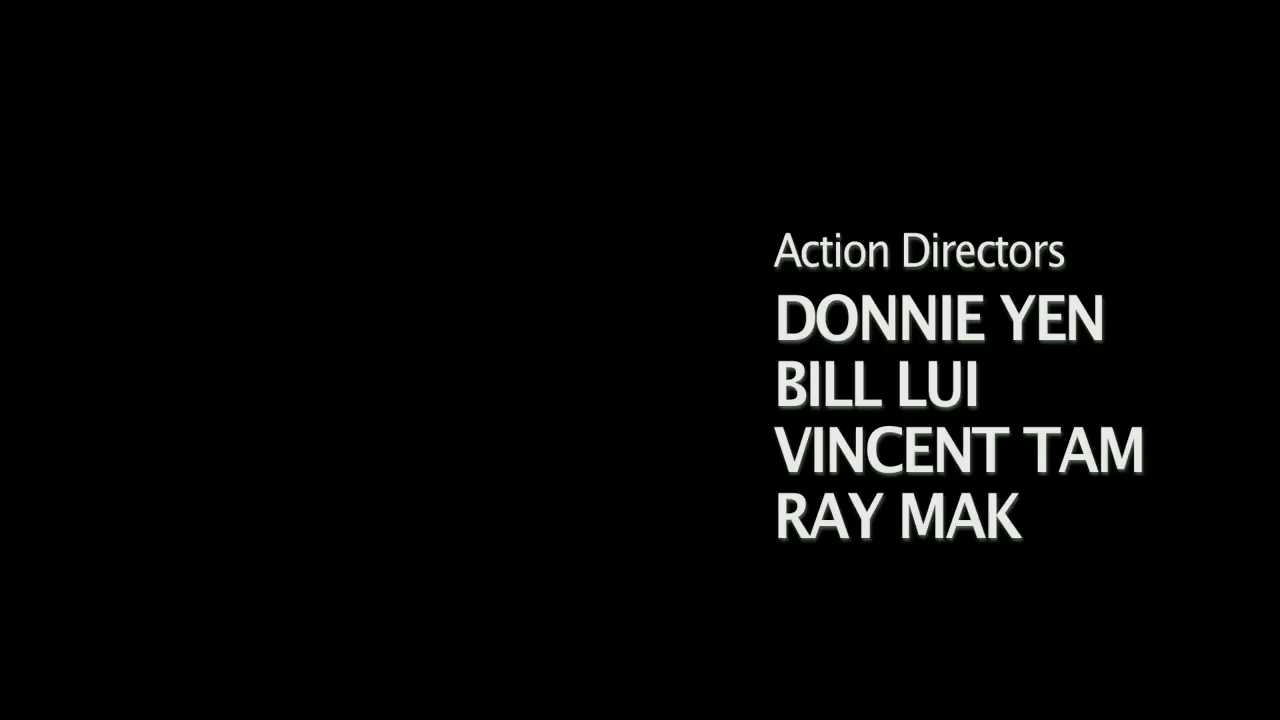 Action Directors
DONNIE YEN
BILL LUI
VINCENT TAM
RAY MAK